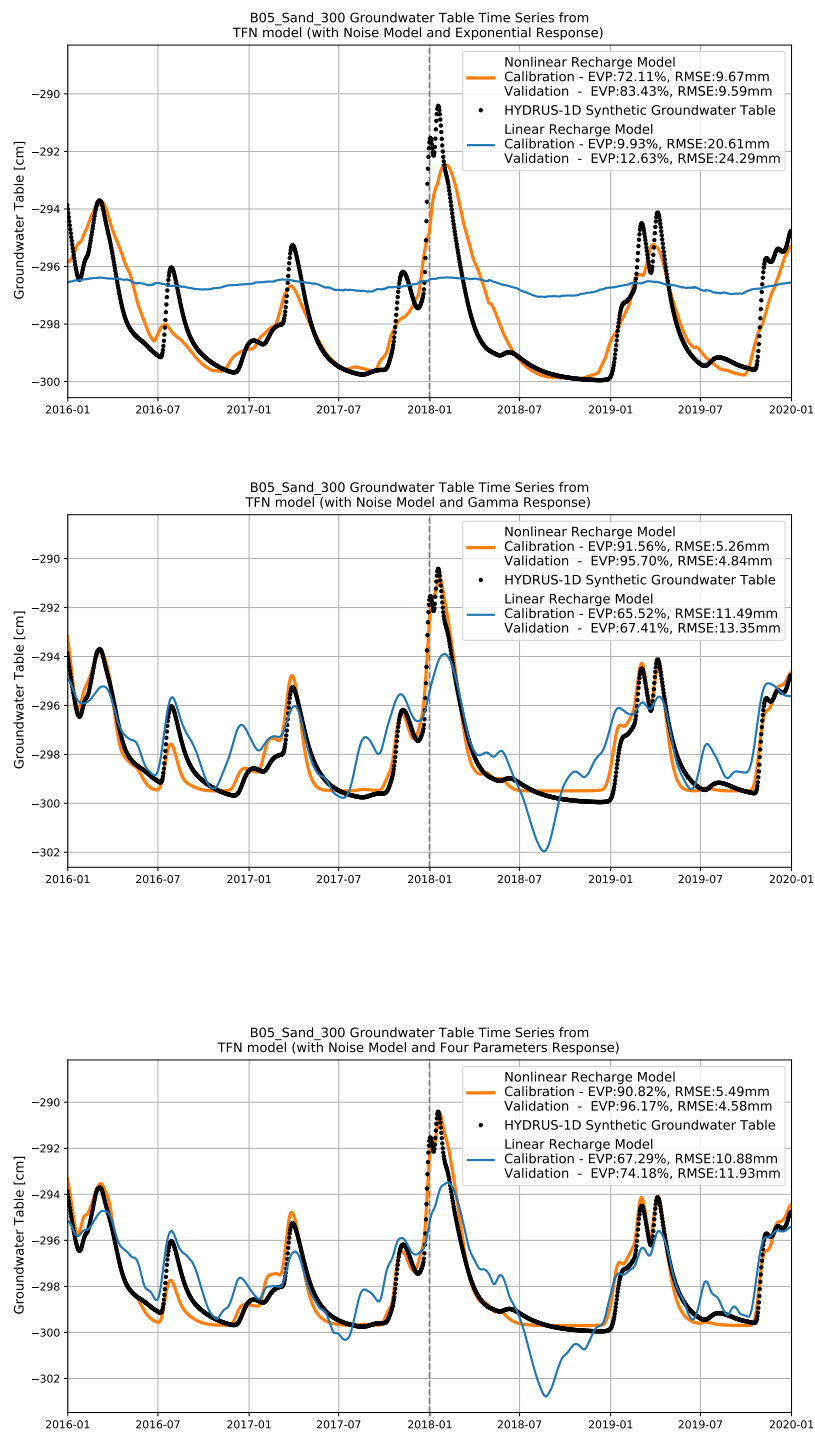 B05_Sand_300 Groundwater Table Time Series from
TFN model (with Noise Model and Exponential Response)
Nonlinear Recharge Model
Calibration - EVP:72.11%, RMSE:9.67mm
Validation  -  EVP:83.43%, RMSE:9.59mm
HYDRUS-1D Synthetic Groundwater Table
Linear Recharge Model
Calibration - EVP:9.93%, RMSE:20.61mm
Validation  -  EVP:12.63%, RMSE:24.29mm
Groundwater Table [cm]
−290
−292
−294
−296
−298
−300
2016-01 2016-07 2017-01 2017-07 2018-01 2018-07 2019-01 2019-07 2020-01
B05_Sand_300 Groundwater Table Time Series from
TFN model (with Noise Model and Gamma Response)
Nonlinear Recharge Model
Calibration - EVP:91.56%, RMSE:5.26mm
Validation  -  EVP:95.70%, RMSE:4.84mm
HYDRUS-1D Synthetic Groundwater Table
Linear Recharge Model
Calibration - EVP:65.52%, RMSE:11.49mm
Validation  -  EVP:67.41%, RMSE:13.35mm
Groundwater Table [cm]
−290
−292
−294
−296
−298
−300
−302
2016-01 2016-07 2017-01 2017-07 2018-01 2018-07 2019-01 2019-07 2020-01
B05_Sand_300 Groundwater Table Time Series from
TFN model (with Noise Model and Four Parameters Response)
Nonlinear Recharge Model
Calibration - EVP:90.82%, RMSE:5.49mm
Validation  -  EVP:96.17%, RMSE:4.58mm
HYDRUS-1D Synthetic Groundwater Table
Linear Recharge Model
Calibration - EVP:67.29%, RMSE:10.88mm
Validation  -  EVP:74.18%, RMSE:11.93mm
Groundwater Table [cm]
−290
−292
−294
−296
−298
−300
−302
2016-01 2016-07 2017-01 2017-07 2018-01 2018-07 2019-01 2019-07 2020-01